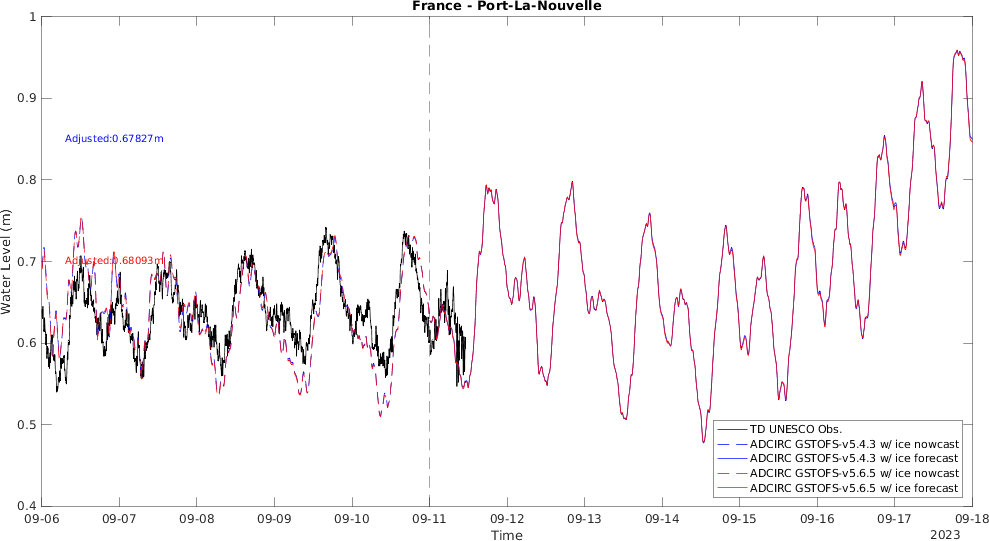 France - Port-La-Nouvelle
1
0.9
0.8
0.7
0.6
0.5
0.4
Water Level (m)
Adjusted:0.67827m
Adjusted:0.68093m
TD UNESCO Obs.
ADCIRC GSTOFS-v5.4.3 w/ ice nowcast
ADCIRC GSTOFS-v5.4.3 w/ ice forecast
ADCIRC GSTOFS-v5.6.5 w/ ice nowcast
ADCIRC GSTOFS-v5.6.5 w/ ice forecast
09-06 09-07 09-08 09-09 09-10 09-11 09-12 09-13 09-14 09-15 09-16 09-17 09-18
Time
2023